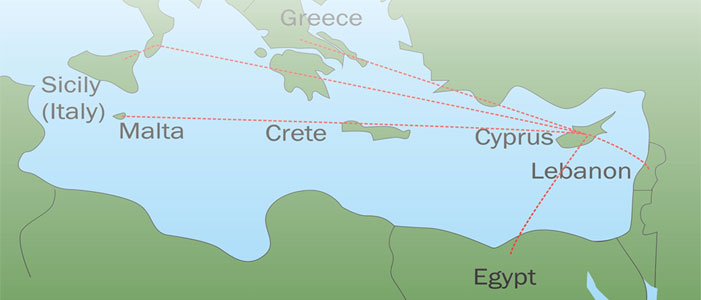 Greece
Sicily
(Italy)
Malta
Crete
Cyprus
Lebanon
Egypt